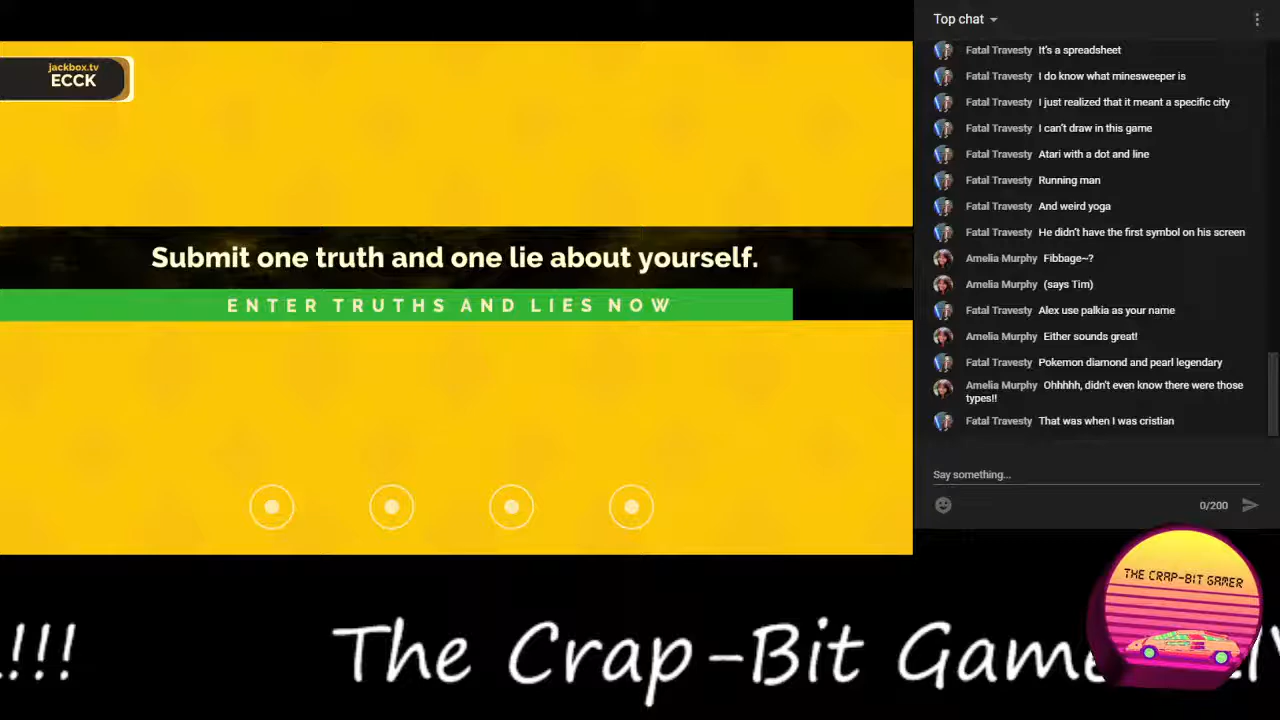 jackbox.tv
ECCK
Submit one truth and one lie about yourself.
ENTER TRUTHS AND LIES NOW
Top chat
Fatal Travesty It's a spreadsheet
Fatal Travesty I do know what minesweeper is
Fatal Travesty I just realized that it meant a specific city
Fatal Travesty I can't draw in this game
Fatal Travesty Atari with a dot and line
Fatal Travesty Running man
Fatal Travesty And weird yoga
Fatal Travesty He didn't have the first symbol on his screen
Amelia Murphy Fibbage~?
Amelia Murphy (says Tim)
Fatal Travesty Alex use palkia as your name
Amelia Murphy Either sounds great!
Fatal Travesty Pokemon diamond and pearl legendary
Amelia Murphy Ohhhhh, didn't even know there were those
types!!
Fatal Travesty That was when I was cristian
Say something...
0/200
THE CRAP-BIT GAMER
!!! The Crap-Bit Game